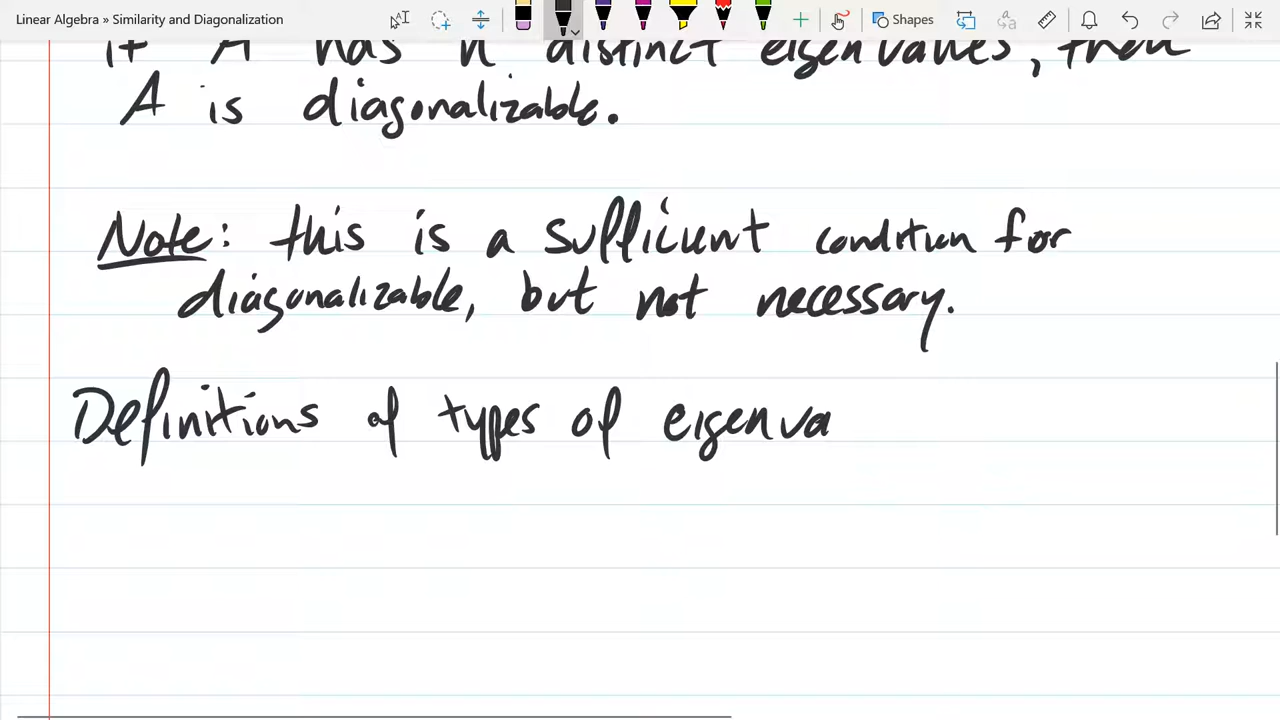 Linear Algebra » Similarity and Diagonalization
Shapes
if A has n distinct eigenvalues, then
A is diagonalizable.
Note: this is a sufficient condition for
diagonalizable, but not necessary.
Definitions of types of eigenva